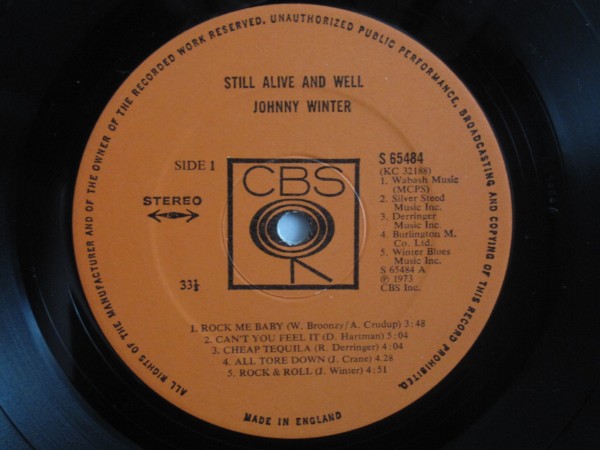 ALL RIGHTS OF THE MANUFACTURER AND OF THE OWNER OF THE RECORDED WORK RESERVED. UNAUTHORIZED PUBLIC PERFORMANCE, BROADCASTING AND COPYING OF THIS RECORD PROHIBITED.
STILL ALIVE AND WELL
JOHNNY WINTER
SIDE 1
STEREO
33⅓
CBS
S 65484
(KC 32188)
1. Wabash Music
(MCPS)
2. Silver Steed
Music Inc.
3. Derringer
Music Inc.
4. Burlington M.
Co. Ltd.
5. Winter Blues
Music Inc.
S 65484 A
℗ 1973
CBS Inc.
1. ROCK ME BABY (W. Broonzy/A. Crudup) 3:48
2. CAN'T YOU FEEL IT (D. Hartman) 5:04
3. CHEAP TEQUILA (R. Derringer) 4:04
4. ALL TORE DOWN (J. Crane) 4.28
5. ROCK & ROLL (J. Winter) 4:51
MADE IN ENGLAND